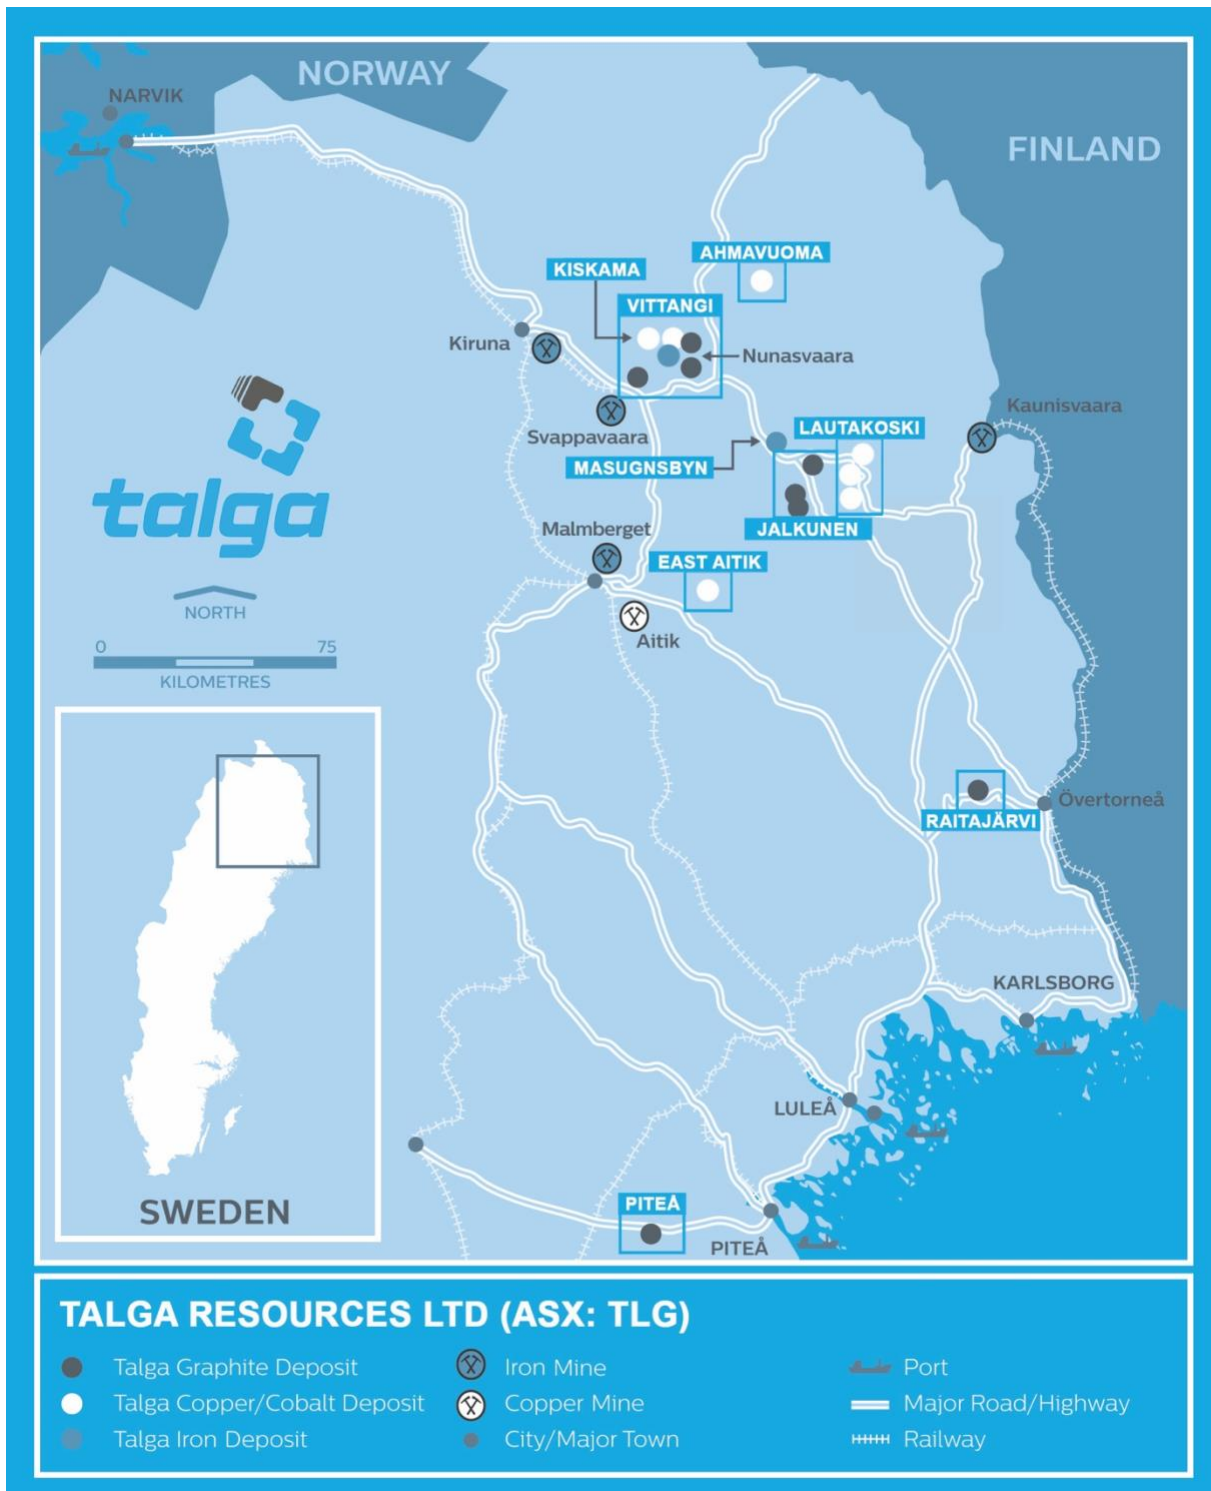 NORWAY
NARVIK
FINLAND
AHMAVUOMA
KISKAMA
VITTANGI
Kiruna
Nunasvaara
Kaunisvaara
Svappavaara
LAUTAKOSKI
MASUGNSBYN
talga
Malmberget
JALKUNEN
EAST AITIK
NORTH
Aitik
0 75
KILOMETRES
Övertorneå
RAITAJÄRVI
KARLSBORG
LULEÅ
SWEDEN
PITEÅ
PITEÅ
TALGA RESOURCES LTD (ASX: TLG)
Talga Graphite Deposit
Talga Copper/Cobalt Deposit
Talga Iron Deposit
Iron Mine
Copper Mine
City/Major Town
Port
Major Road/Highway
Railway